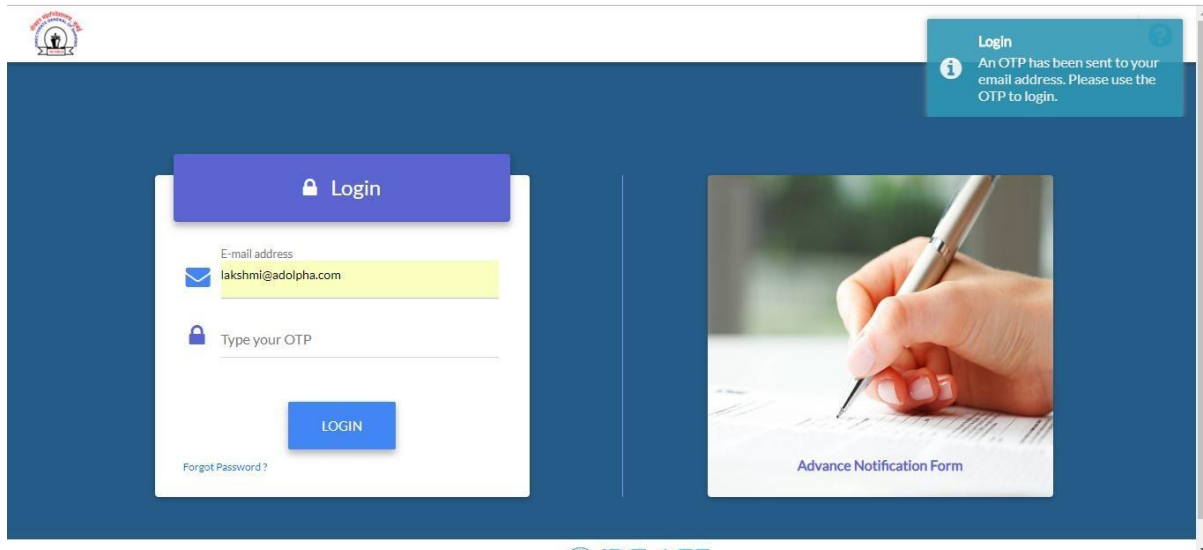 Login
An OTP has been sent to your
email address. Please use the
OTP to login.
Login
E-mail address
lakshmi@adolpha.com
Type your OTP
LOGIN
Forgot Password ?
Advance Notification Form